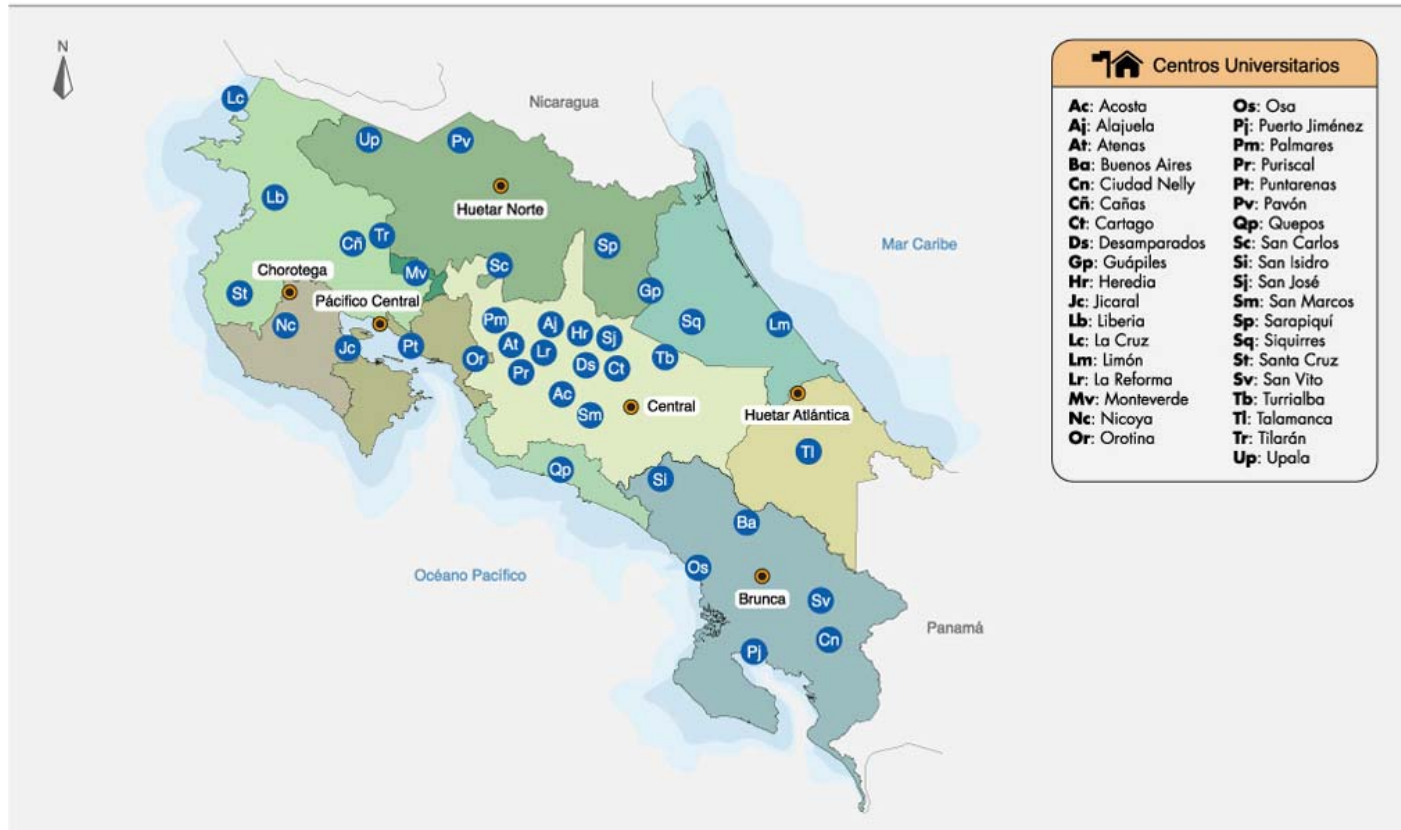 N
Nicaragua
Lc
Up
Pv
Huetar Norte
Lb
Cñ
Tr
Sp
Mar Caribe
Mv
Sc
Chorotega
St
Gp
Pácifico Central
Nc
Jc
Pt
Pm
Aj
Hr
Sj
Sq
Lm
Or
At
Lr
Pr
Ds
Ct
Tb
Ac
Sm
Central
Huetar Atlántica
Tl
Qp
Si
Ba
Océano Pacífico
Os
Brunca
Sv
Panamá
Cn
Pj
Centros Universitarios
Ac: Acosta
Aj: Alajuela
At: Atenas
Ba: Buenos Aires
Cn: Ciudad Nelly
Cñ: Cañas
Ct: Cartago
Ds: Desamparados
Gp: Guápiles
Hr: Heredia
Jc: Jicaral
Lb: Liberia
Lc: La Cruz
Lm: Limón
Lr: La Reforma
Mv: Monteverde
Nc: Nicoya
Or: Orotina
Os: Osa
Pj: Puerto Jiménez
Pm: Palmares
Pr: Puriscal
Pt: Puntarenas
Pv: Pavón
Qp: Quepos
Sc: San Carlos
Si: San Isidro
Sj: San José
Sm: San Marcos
Sp: Sarapiquí
Sq: Siquirres
St: Santa Cruz
Sv: San Vito
Tb: Turrialba
Tl: Talamanca
Tr: Tilarán
Up: Upala